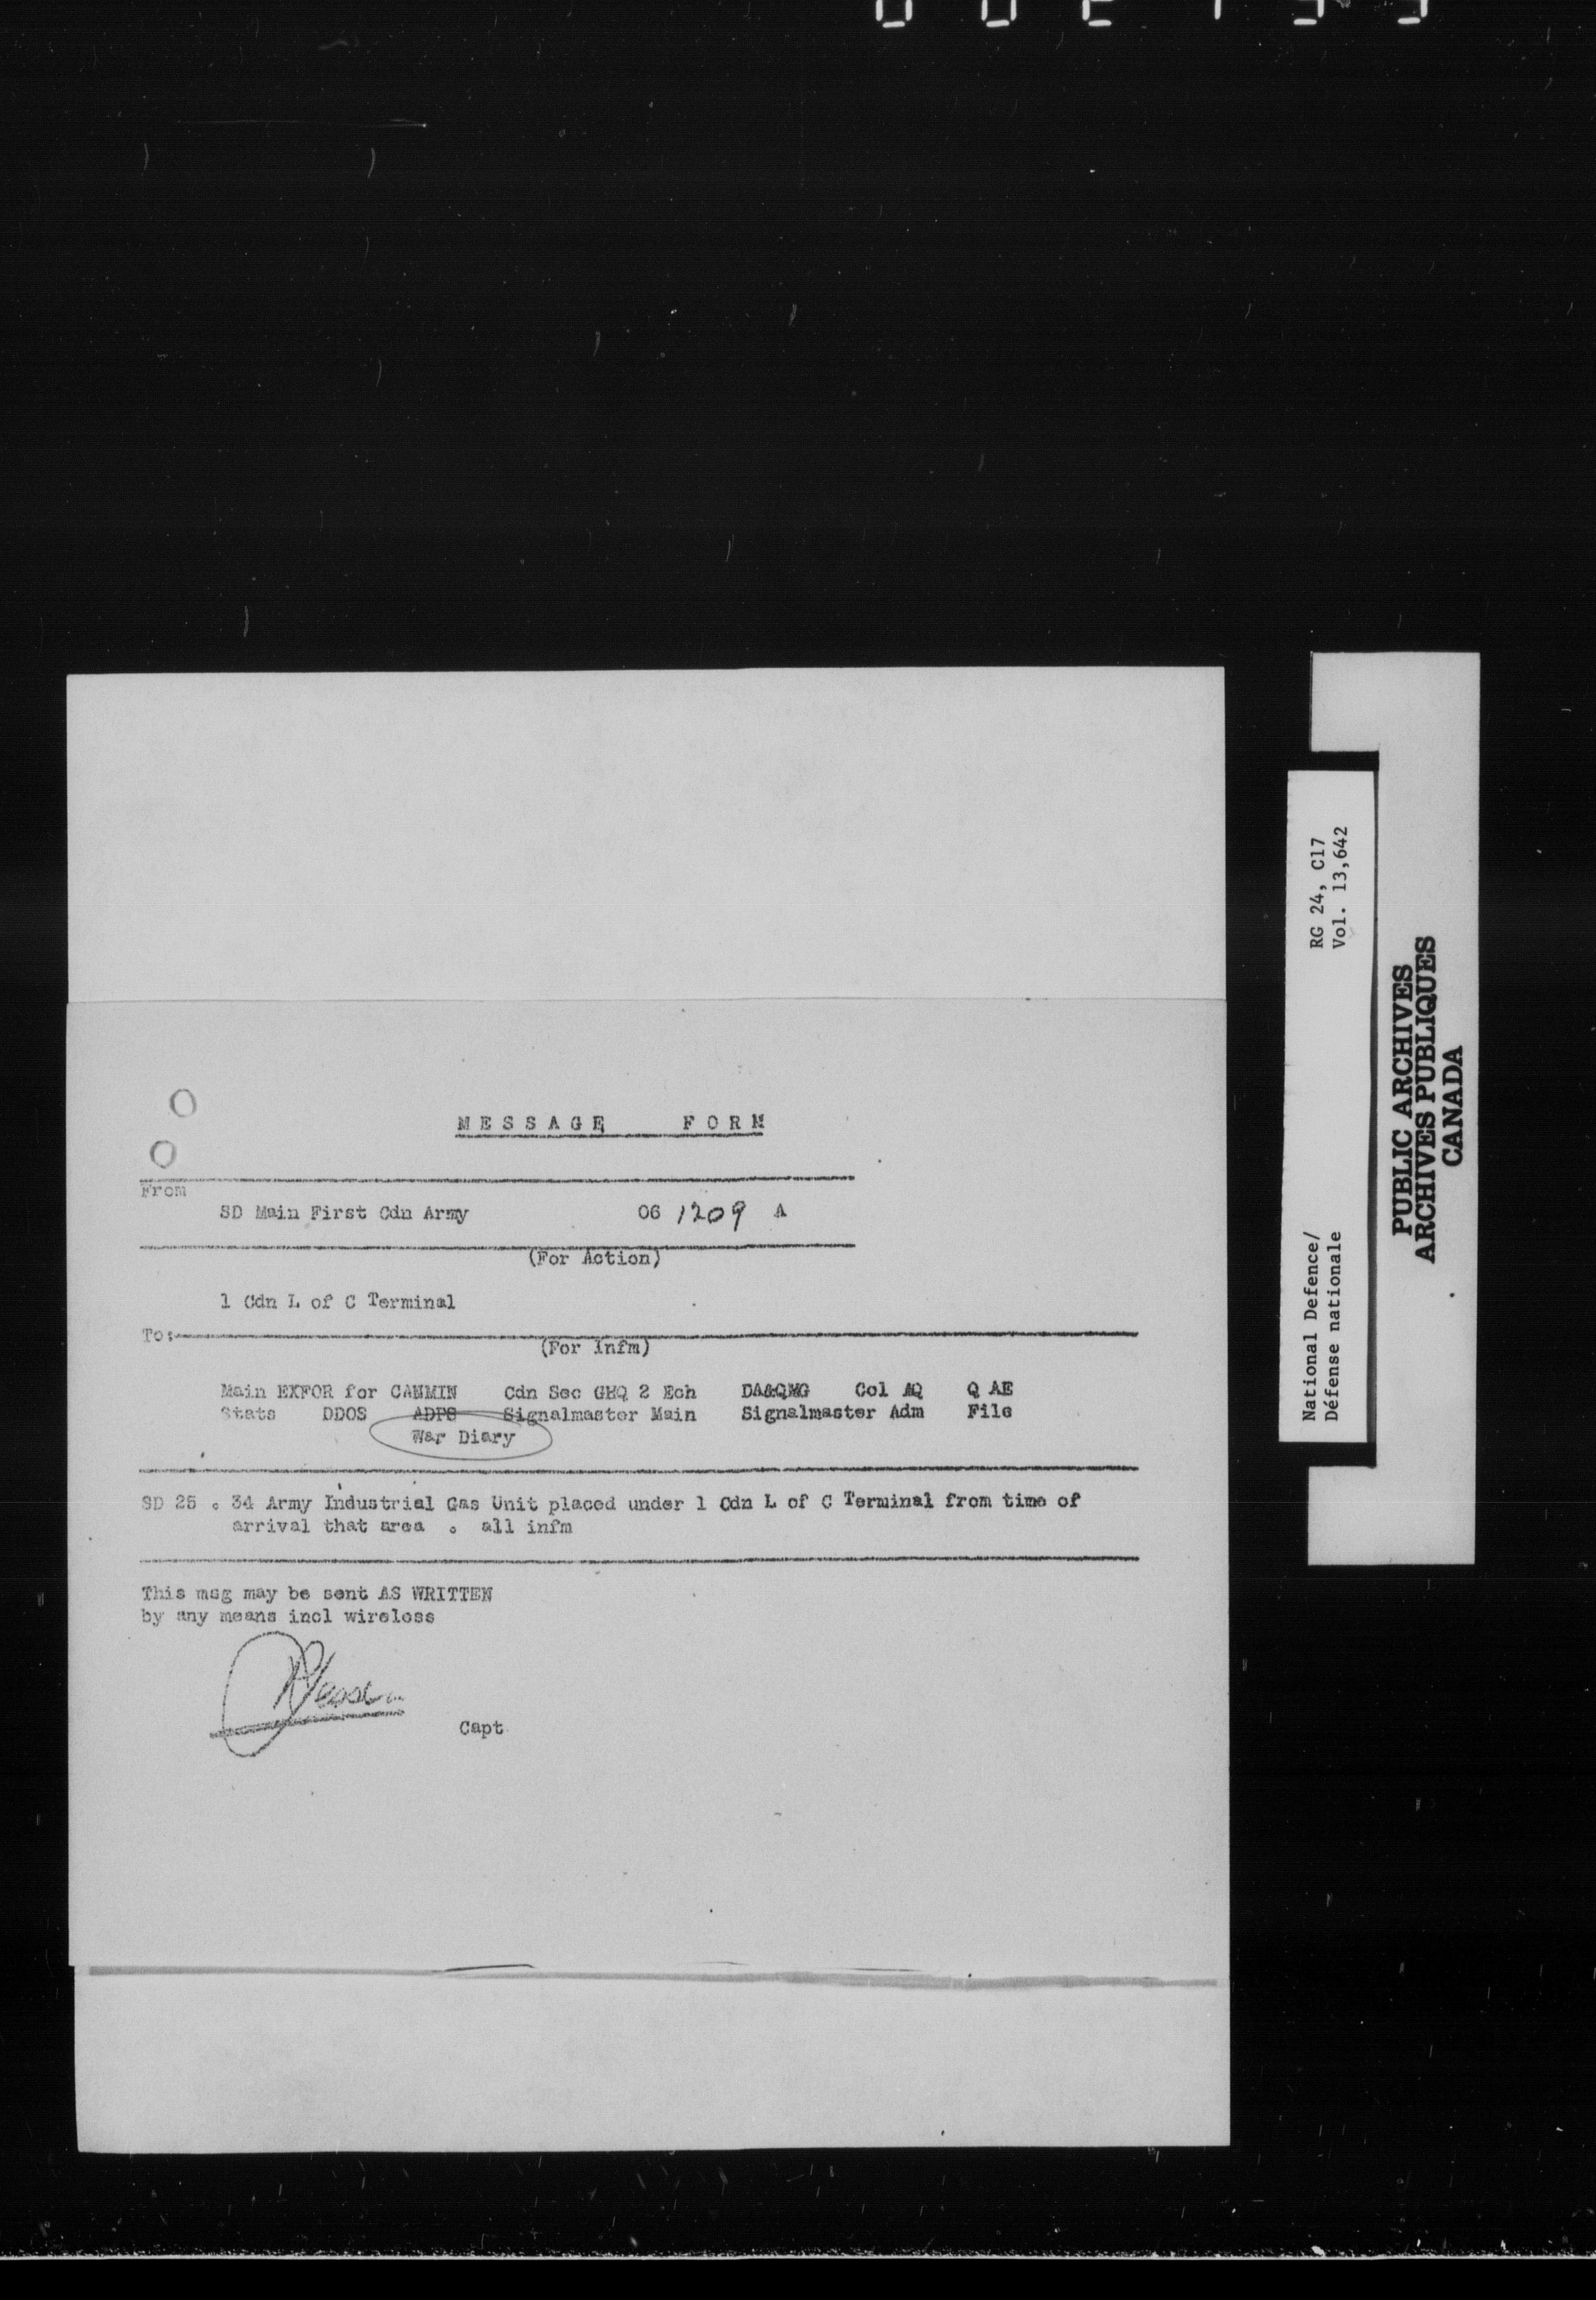 MESSAGE FORM
From
SD Main First Cdn Army 06 1209 A
(For Action)
1 Cdn L of C Terminal
To:
(For Infm)
Main EXFOR for CANMIN Cdn Sec GHQ 2 Ech DA&QMG Col AQ Q AE
Stats DDOS ADPS Signalmaster Main Signalmaster Adm File
War Diary
SD 25 . 34 Army Industrial Gas Unit placed under 1 Cdn L of C Terminal from time of
arrival that area . all infm
This msg may be sent AS WRITTEN
by any means incl wireless
Capt
National Defence/
Défense nationale
RG 24, C17
Vol. 13,642
PUBLIC ARCHIVES
ARCHIVES PUBLIQUES
CANADA